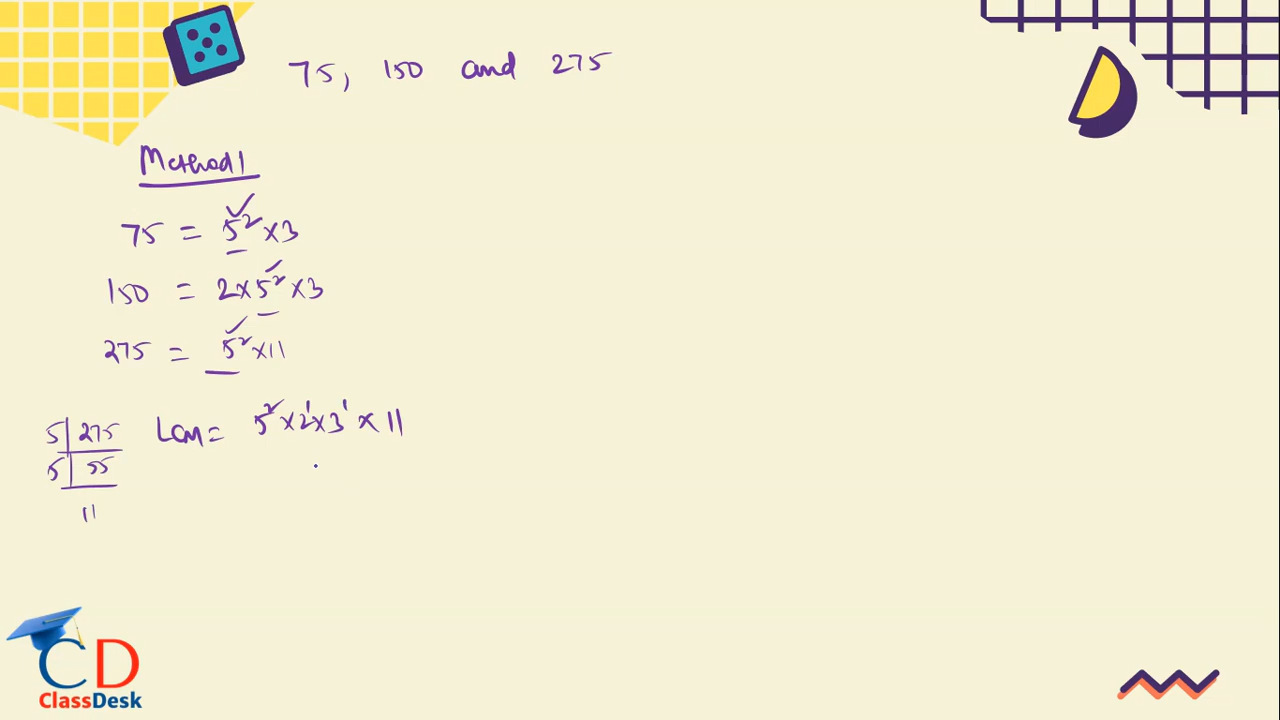 75, 150 and 275
Method 1
75 = 5² × 3
150 = 2 × 5² × 3
275 = 5² × 11
LCM = 5² × 2¹ × 3¹ × 11
5 | 275
5 | 55
11
CD
ClassDesk